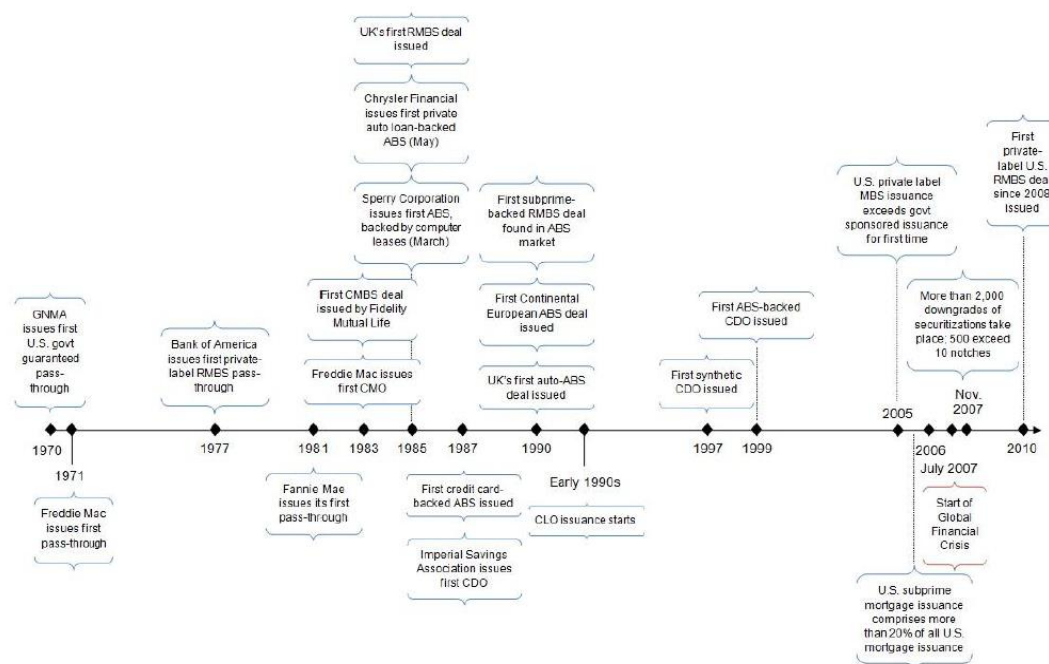 UK's first RMBS deal
issued
Chrysler Financial
issues first private
auto loan-backed
ABS (May)
Sperry Corporation
issues first ABS,
backed by computer
leases (March)
First CMBS deal
issued by Fidelity
Mutual Life
Freddie Mac issues
first CMO
GNMA
issues first
U.S. govt
guaranteed
pass-
through
Bank of America
issues first private-
label RMBS pass-
through
First subprime-
backed RMBS deal
found in ABS
market
First Continental
European ABS deal
issued
UK's first auto-ABS
deal issued
First ABS-backed
CDO issued
First synthetic
CDO issued
U.S. private label
MBS issuance
exceeds govt
sponsored issuance
for first time
More than 2,000
downgrades of
securitizations take
place; 500 exceed
10 notches
First
private-
label U.S.
RMBS deal
since 2008
issued
1970
1971
1977
1981
1983
1985
1987
1990
Early 1990s
1997
1999
2005
2006
July 2007
Nov.
2007
2010
Freddie Mac
issues first
pass-through
Fannie Mae
issues its first
pass-through
First credit card-
backed ABS issued
Imperial Savings
Association issues
first CDO
CLO issuance starts
Start of
Global
Financial
Crisis
U.S. subprime
mortgage issuance
comprises more
than 20% of all U.S.
mortgage issuance